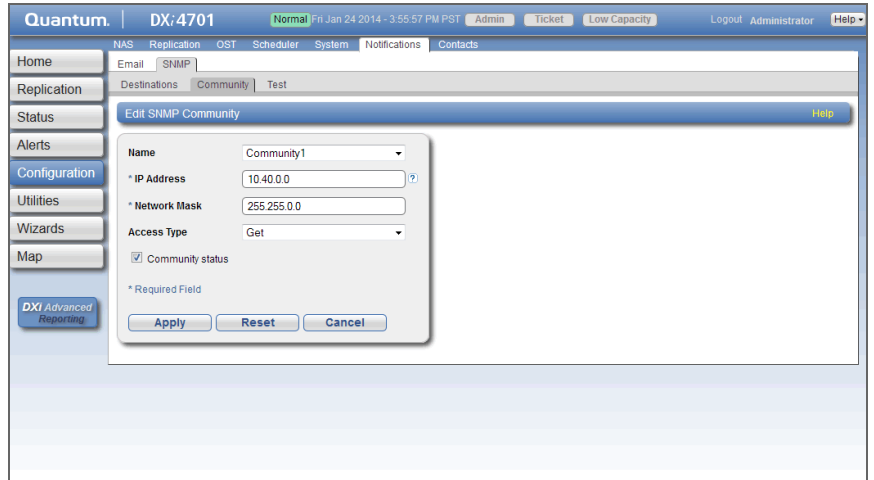 Quantum. DXi4701 Normal Fri Jan 24 2014 - 3:55:57 PM PST Admin Ticket Low Capacity Logout Administrator Help
NAS Replication OST Scheduler System Notifications Contacts
Home
Email SNMP
Replication
Destinations Community Test
Status
Edit SNMP Community Help
Alerts
Name Community1
Configuration
* IP Address 10.40.0.0 ?
Utilities
* Network Mask 255.255.0.0
Wizards
Access Type Get
Map
Community status
* Required Field
DXi Advanced
Reporting
Apply Reset Cancel